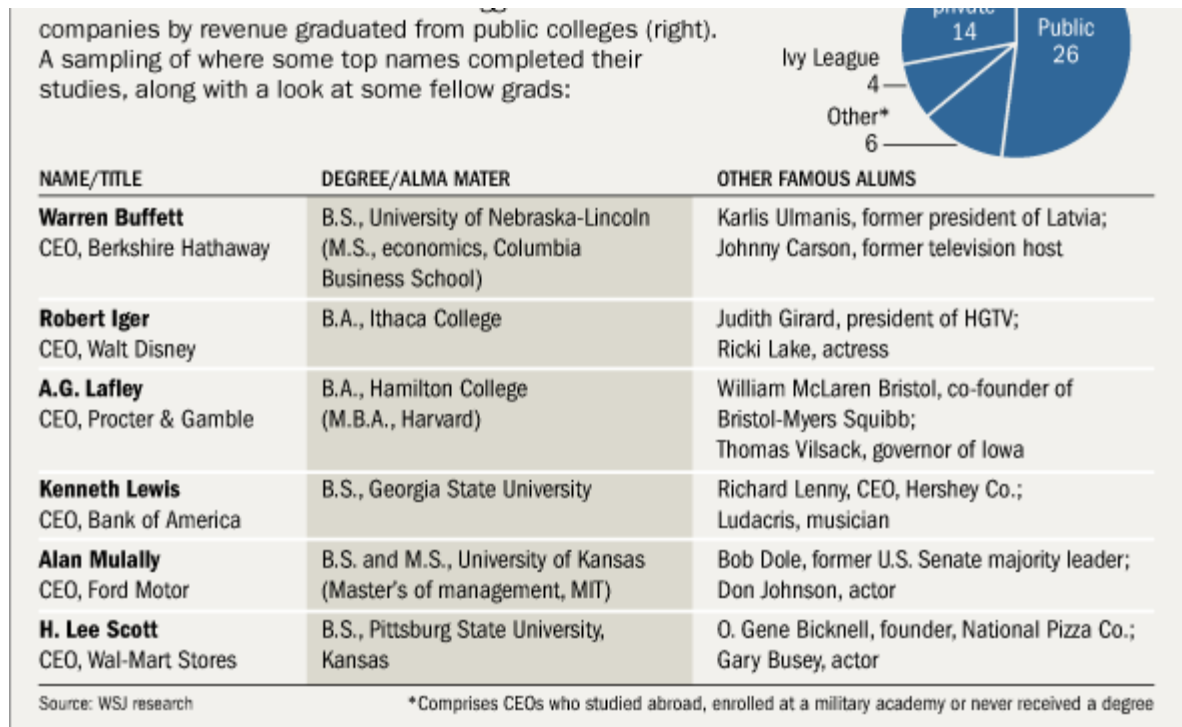 companies by revenue graduated from public colleges (right).
A sampling of where some top names completed their
studies, along with a look at some fellow grads:
private
14
Public
26
Ivy League
4
Other*
6
NAME/TITLE
DEGREE/ALMA MATER
OTHER FAMOUS ALUMS
Warren Buffett
CEO, Berkshire Hathaway
B.S., University of Nebraska-Lincoln
(M.S., economics, Columbia
Business School)
Karlis Ulmanis, former president of Latvia;
Johnny Carson, former television host
Robert Iger
CEO, Walt Disney
B.A., Ithaca College
Judith Girard, president of HGTV;
Ricki Lake, actress
A.G. Lafley
CEO, Procter & Gamble
B.A., Hamilton College
(M.B.A., Harvard)
William McLaren Bristol, co-founder of
Bristol-Myers Squibb;
Thomas Vilsack, governor of Iowa
Kenneth Lewis
CEO, Bank of America
B.S., Georgia State University
Richard Lenny, CEO, Hershey Co.;
Ludacris, musician
Alan Mulally
CEO, Ford Motor
B.S. and M.S., University of Kansas
(Master's of management, MIT)
Bob Dole, former U.S. Senate majority leader;
Don Johnson, actor
H. Lee Scott
CEO, Wal-Mart Stores
B.S., Pittsburg State University,
Kansas
O. Gene Bicknell, founder, National Pizza Co.;
Gary Busey, actor
Source: WSJ research
*Comprises CEOs who studied abroad, enrolled at a military academy or never received a degree